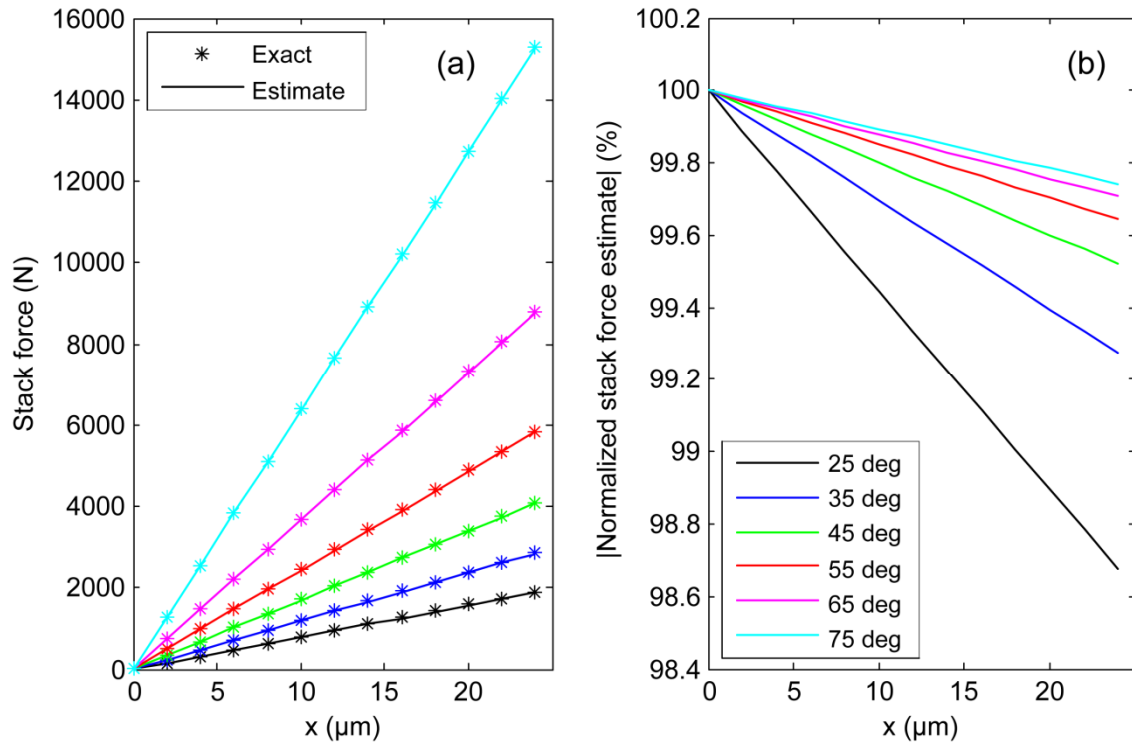 16000
14000
12000
10000
8000
6000
4000
2000
0
Stack force (N)
Exact
Estimate
(a)
0 5 10 15 20
x (μm)
100.2
100
99.8
99.6
99.4
99.2
99
98.8
98.6
98.4
|Normalized stack force estimate| (%)
(b)
25 deg
35 deg
45 deg
55 deg
65 deg
75 deg
0 5 10 15 20
x (μm)